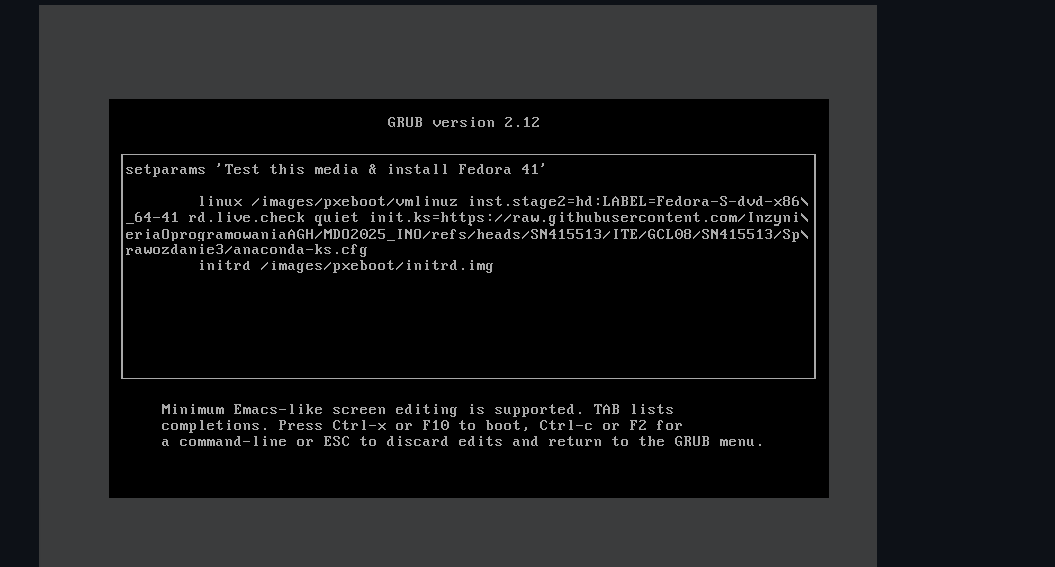 GRUB version 2.12
setparams 'Test this media & install Fedora 41'
linux /images/pxeboot/vmlinuz inst.stage2=hd:LABEL=Fedora-S-dvd-x86\
_64-41 rd.live.check quiet init.ks=https://raw.githubusercontent.com/Inzyni\
eriaOprogramowaniaAGH/MDO2025_INO/refs/heads/SN415513/ITE/GCL08/SN415513/Sp\
rawozdanie3/anaconda-ks.cfg
initrd /images/pxeboot/initrd.img
Minimum Emacs-like screen editing is supported. TAB lists
completions. Press Ctrl-x or F10 to boot, Ctrl-c or F2 for
a command-line or ESC to discard edits and return to the GRUB menu.